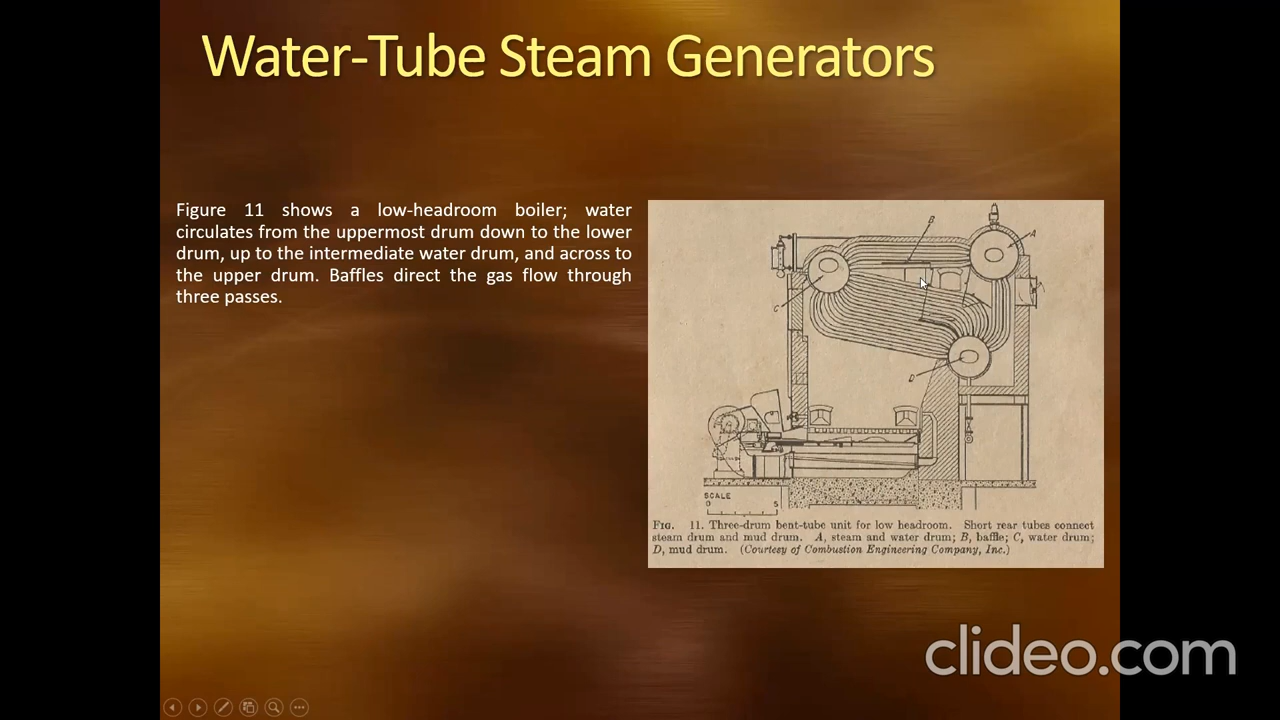 Water-Tube Steam Generators
Figure 11 shows a low-headroom boiler; water
circulates from the uppermost drum down to the lower
drum, up to the intermediate water drum, and across to
the upper drum. Baffles direct the gas flow through
three passes.
B
A
C
D
SCALE
0 5
FIG. 11. Three-drum bent-tube unit for low headroom. Short rear tubes connect
steam drum and mud drum. A, steam and water drum; B, baffle; C, water drum;
D, mud drum. (Courtesy of Combustion Engineering Company, Inc.)
clideo.com